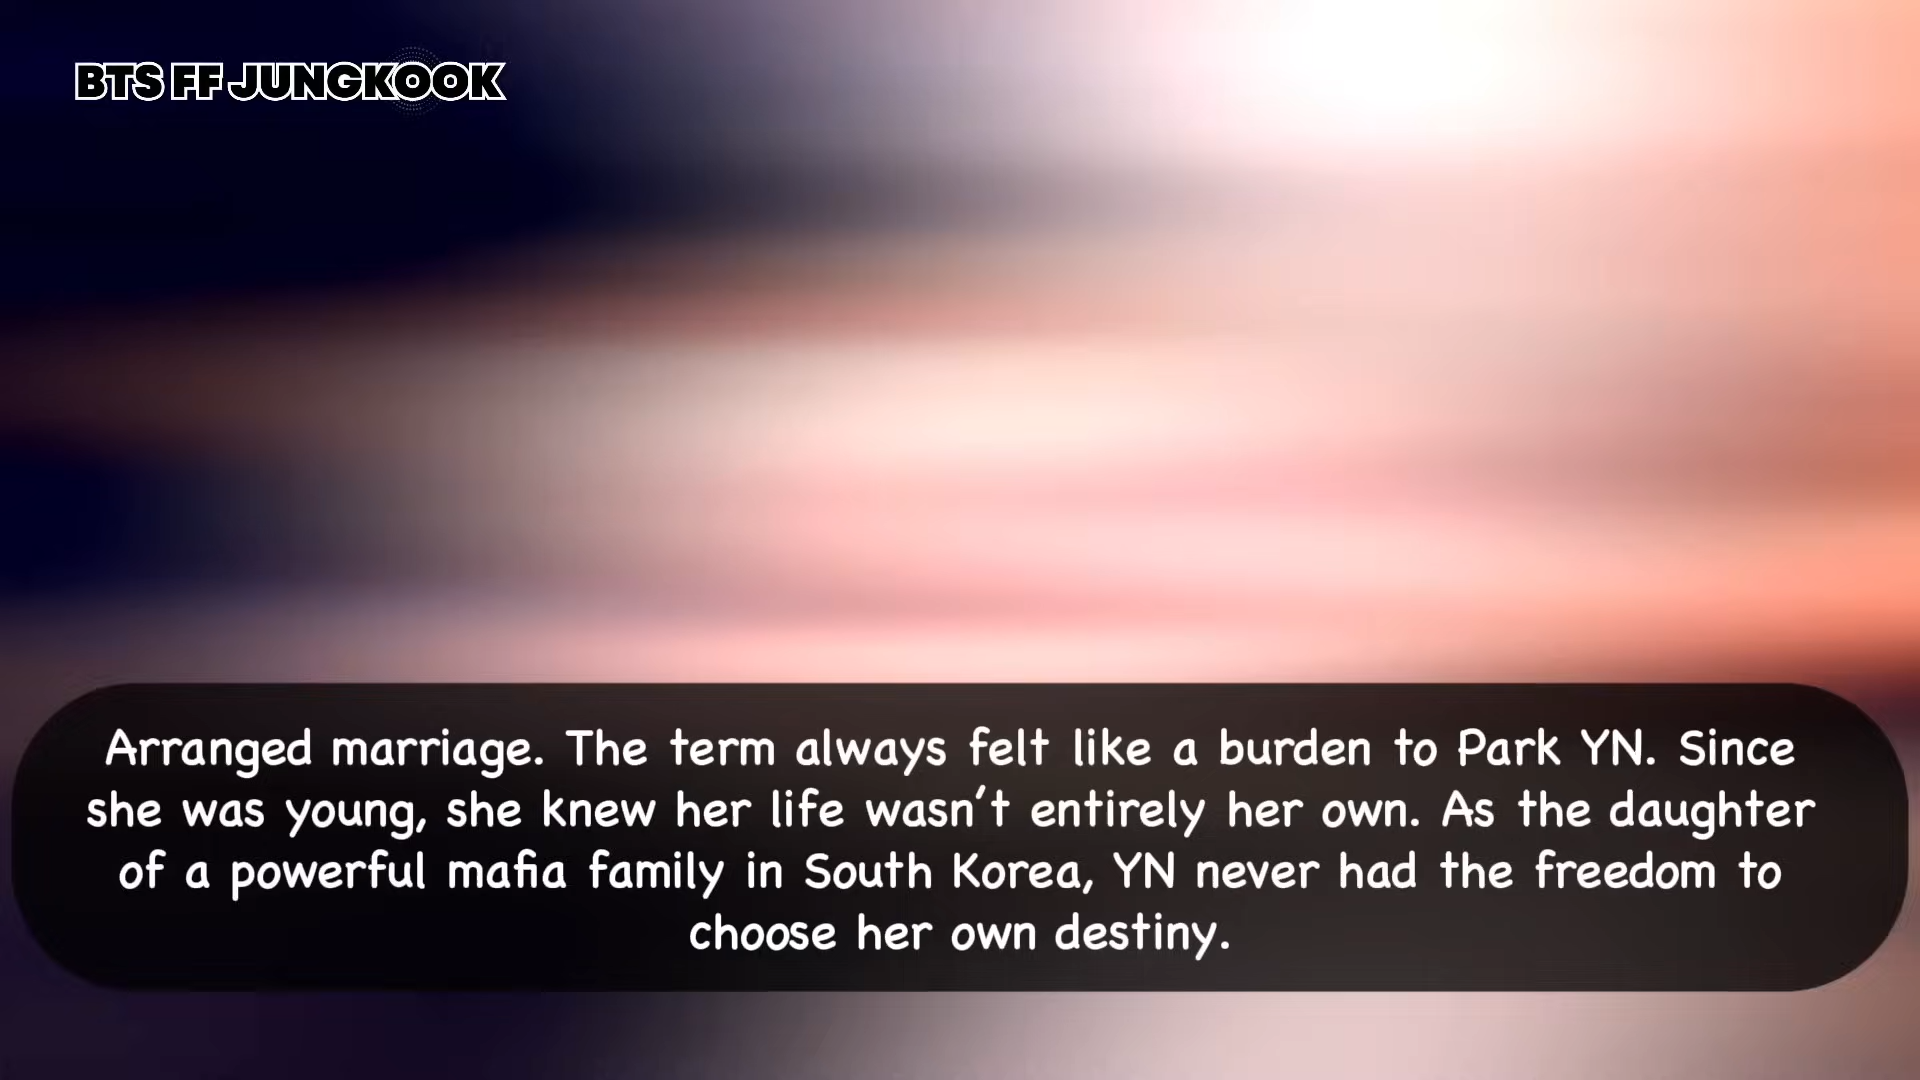 BTS FF JUNGKOOK
Arranged marriage. The term always felt like a burden to Park YN. Since
she was young, she knew her life wasn't entirely her own. As the daughter
of a powerful mafia family in South Korea, YN never had the freedom to
choose her own destiny.